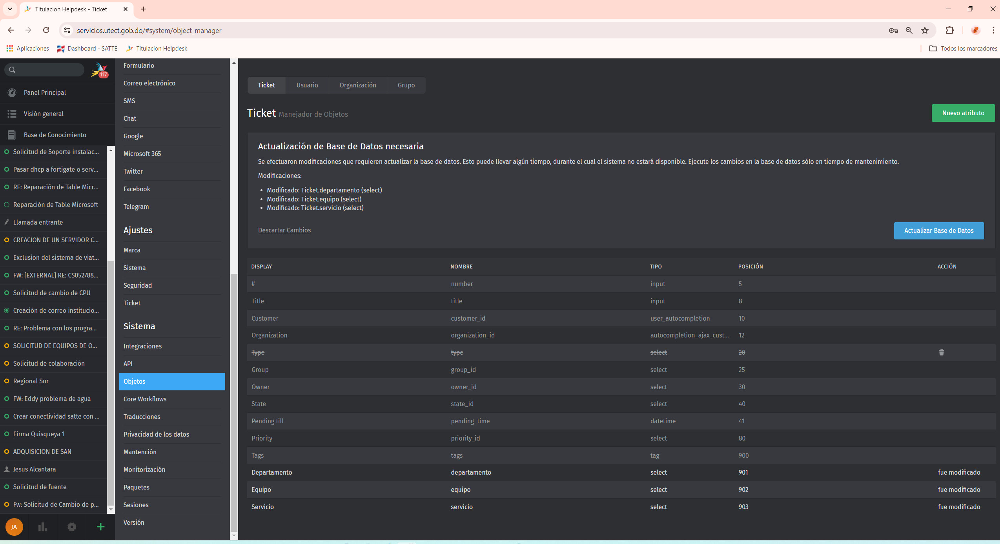 Titulacion Helpdesk - Ticket
servicios.utect.gob.do/#system/object_manager
Aplicaciones
Dashboard - SATTE
Titulacion Helpdesk
Todos los marcadores
117
Panel Principal
Visión general
Base de Conocimiento
Solicitud de Soporte instalac...
Pasar dhcp a fortigate o serv...
RE: Reparación de Table Micr...
Reparación de Table Microsoft
Llamada entrante
CREACION DE UN SERVIDOR C...
Exclusion del sistema de viat...
FW: [EXTERNAL] RE: CS052788...
Solicitud de cambio de CPU
Creación de correo institucio...
RE: Problema con los progra...
SOLICITUD DE EQUIPOS DE O...
Solicitud de colaboración
Regional Sur
FW: Eddy problema de agua
Crear conectividad satte con ...
Firma Quisqueya 1
ADQUISICION DE SAN
Jesus Alcantara
Solicitud de fuente
Fw: Solicitud de Cambio de p...
JA
Formulario
Correo electrónico
SMS
Chat
Google
Microsoft 365
Twitter
Facebook
Telegram
Ajustes
Marca
Sistema
Seguridad
Ticket
Sistema
Integraciones
API
Objetos
Core Workflows
Traducciones
Privacidad de los datos
Mantención
Monitorización
Paquetes
Sesiones
Versión
Ticket Usuario Organización Grupo
Ticket Manejador de Objetos
Nuevo atributo
Actualización de Base de Datos necesaria
Se efectuaron modificaciones que requieren actualizar la base de datos. Esto puede llevar algún tiempo, durante el cual el sistema no estará disponible. Ejecute los cambios en la base de datos sólo en tiempo de mantenimiento.
Modificaciones:
• Modificado: Ticket.departamento (select)
• Modificado: Ticket.equipo (select)
• Modificado: Ticket.servicio (select)
Descartar Cambios
Actualizar Base de Datos
DISPLAY NOMBRE TIPO POSICIÓN ACCIÓN
# number input 5
Title title input 8
Customer customer_id user_autocompletion 10
Organization organization_id autocompletion_ajax_cust... 12
Type type select 20
Group group_id select 25
Owner owner_id select 30
State state_id select 40
Pending till pending_time datetime 41
Priority priority_id select 80
Tags tags tag 900
Departamento departamento select 901 fue modificado
Equipo equipo select 902 fue modificado
Servicio servicio select 903 fue modificado